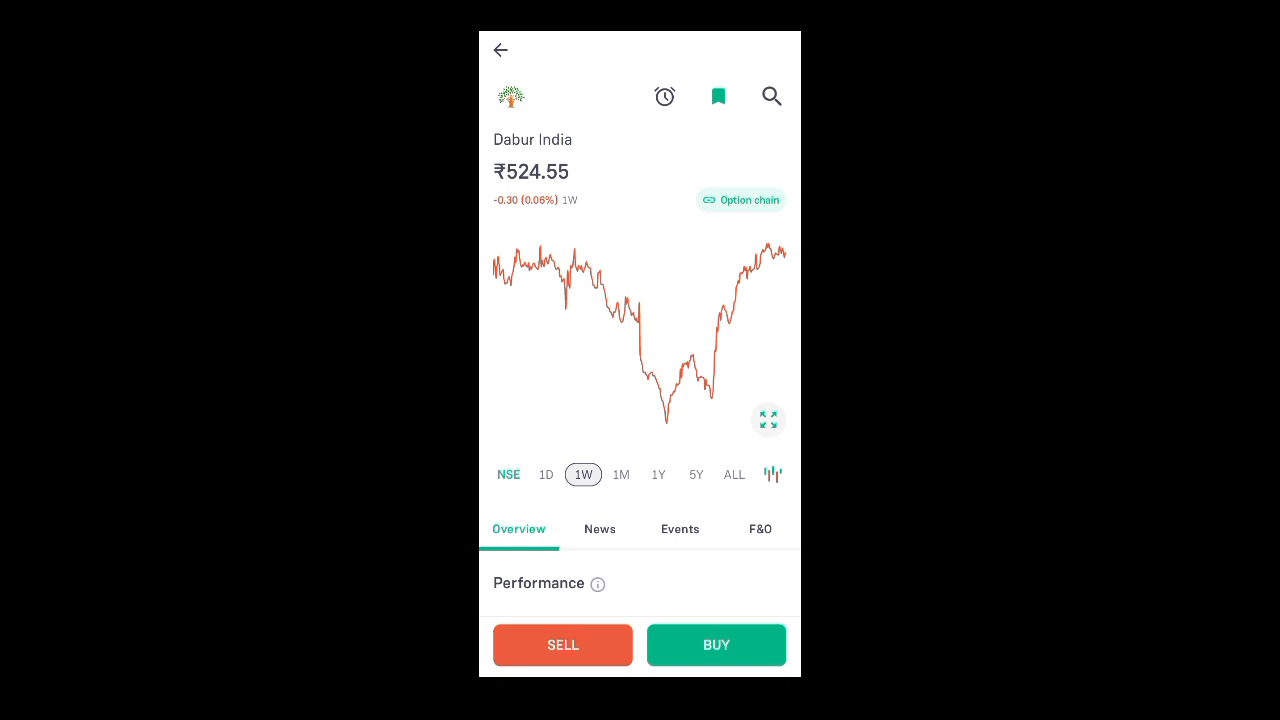 Dabur India
₹524.55
-0.30 (0.06%) 1W
Option chain
NSE 1D 1W 1M 1Y 5Y ALL
Overview News Events F&O
Performance
SELL BUY